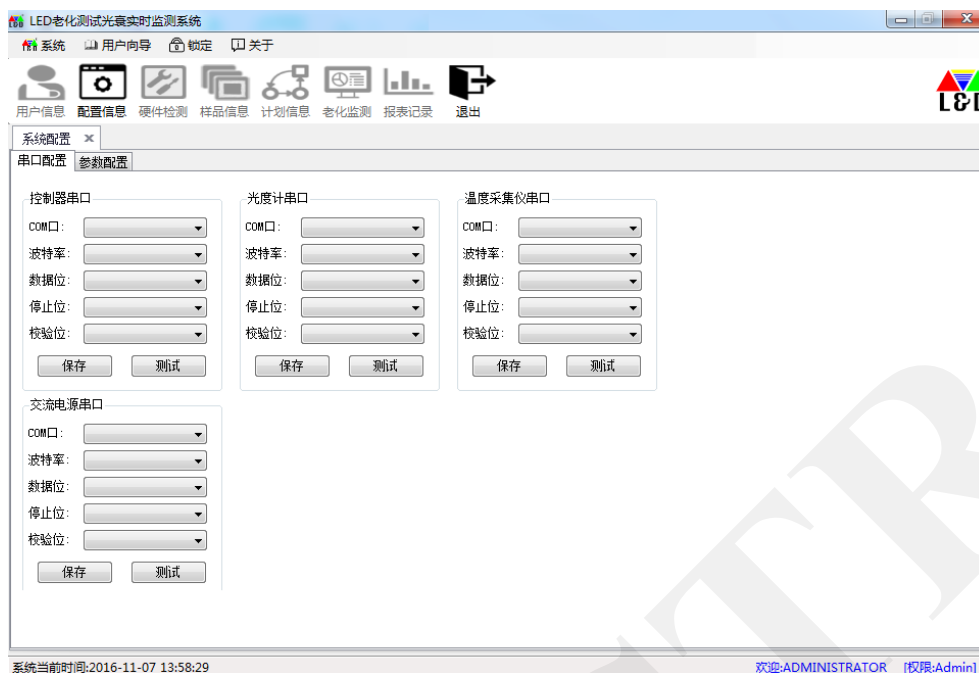 LED老化测试光衰实时监测系统
系统 用户向导 锁定 关于
用户信息 配置信息 硬件检测 样品信息 计划信息 老化监测 报表记录 退出
L&D
系统配置
串口配置 参数配置
控制器串口 光度计串口 温度采集仪串口
COM口: COM口: COM口:
波特率: 波特率: 波特率:
数据位: 数据位: 数据位:
停止位: 停止位: 停止位:
校验位: 校验位: 校验位:
保存 测试 保存 测试 保存 测试
交流电源串口
COM口:
波特率:
数据位:
停止位:
校验位:
保存 测试
系统当前时间:2016-11-07 13:58:29 欢迎:ADMINISTRATOR [权限:Admin]